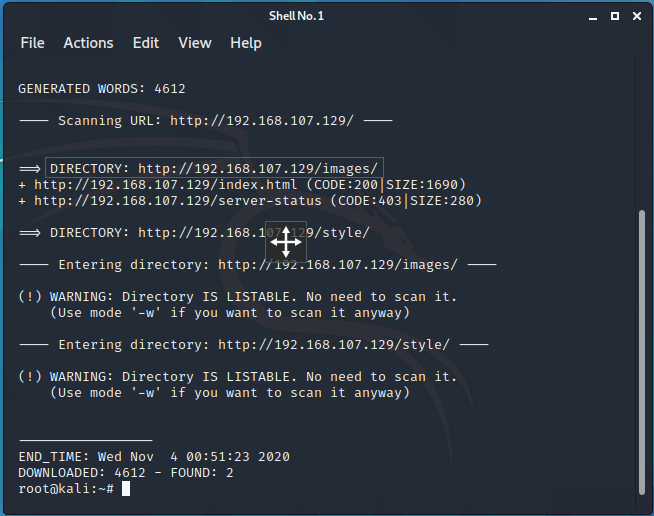 Shell No. 1
File Actions Edit View Help
GENERATED WORDS: 4612
---- Scanning URL: http://192.168.107.129/ ----
==> DIRECTORY: http://192.168.107.129/images/
+ http://192.168.107.129/index.html (CODE:200|SIZE:1690)
+ http://192.168.107.129/server-status (CODE:403|SIZE:280)
==> DIRECTORY: http://192.168.107.129/style/
---- Entering directory: http://192.168.107.129/images/ ----
(!) WARNING: Directory IS LISTABLE. No need to scan it.
(Use mode '-w' if you want to scan it anyway)
---- Entering directory: http://192.168.107.129/style/ ----
(!) WARNING: Directory IS LISTABLE. No need to scan it.
(Use mode '-w' if you want to scan it anyway)
-----------------
END_TIME: Wed Nov  4 00:51:23 2020
DOWNLOADED: 4612 - FOUND: 2
root@kali:~#